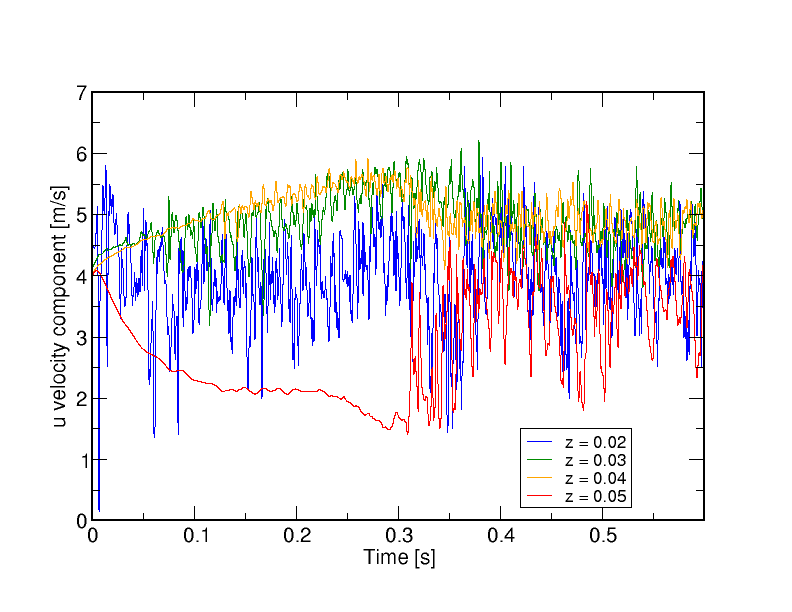 7
6
5
4
3
2
1
0
u velocity component [m/s]
0 0.1 0.2 0.3 0.4 0.5
Time [s]
z = 0.02
z = 0.03
z = 0.04
z = 0.05